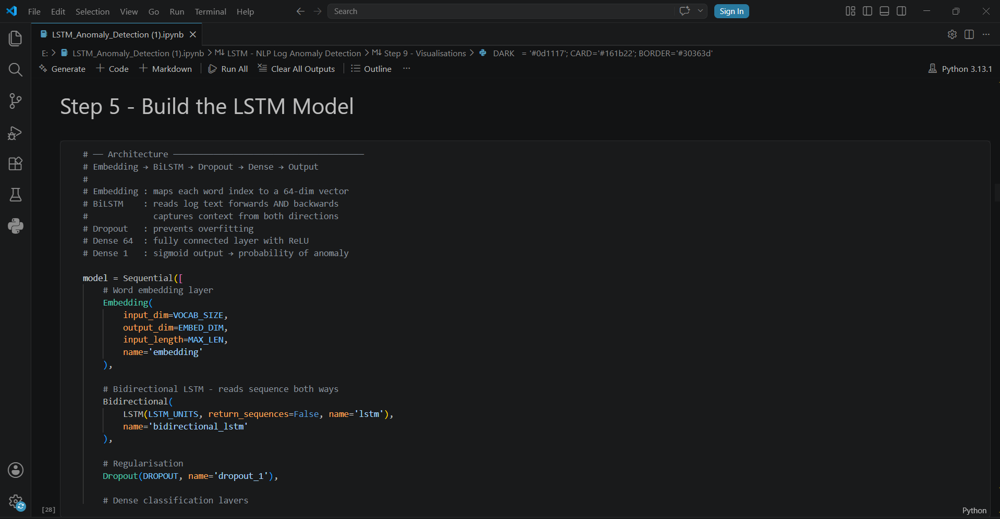 File Edit Selection View Go Run Terminal Help Search Sign In
LSTM_Anomaly_Detection (1).ipynb
E: > LSTM_Anomaly_Detection (1).ipynb > M↓ LSTM - NLP Log Anomaly Detection > M↓ Step 9 - Visualisations > DARK = '#0d1117'; CARD='#161b22'; BORDER='#30363d'
Generate + Code + Markdown Run All Clear All Outputs Outline ... Python 3.13.1
Step 5 - Build the LSTM Model
# ── Architecture ──────────────────────────────────────
# Embedding → BiLSTM → Dropout → Dense → Output
#
# Embedding : maps each word index to a 64-dim vector
# BiLSTM    : reads log text forwards AND backwards
#             captures context from both directions
# Dropout   : prevents overfitting
# Dense 64  : fully connected layer with ReLU
# Dense 1   : sigmoid output → probability of anomaly
model = Sequential([
    # Word embedding layer
    Embedding(
        input_dim=VOCAB_SIZE,
        output_dim=EMBED_DIM,
        input_length=MAX_LEN,
        name='embedding'
    ),
    # Bidirectional LSTM - reads sequence both ways
    Bidirectional(
        LSTM(LSTM_UNITS, return_sequences=False, name='lstm'),
        name='bidirectional_lstm'
    ),
    # Regularisation
    Dropout(DROPOUT, name='dropout_1'),
    # Dense classification layers
[28] Python